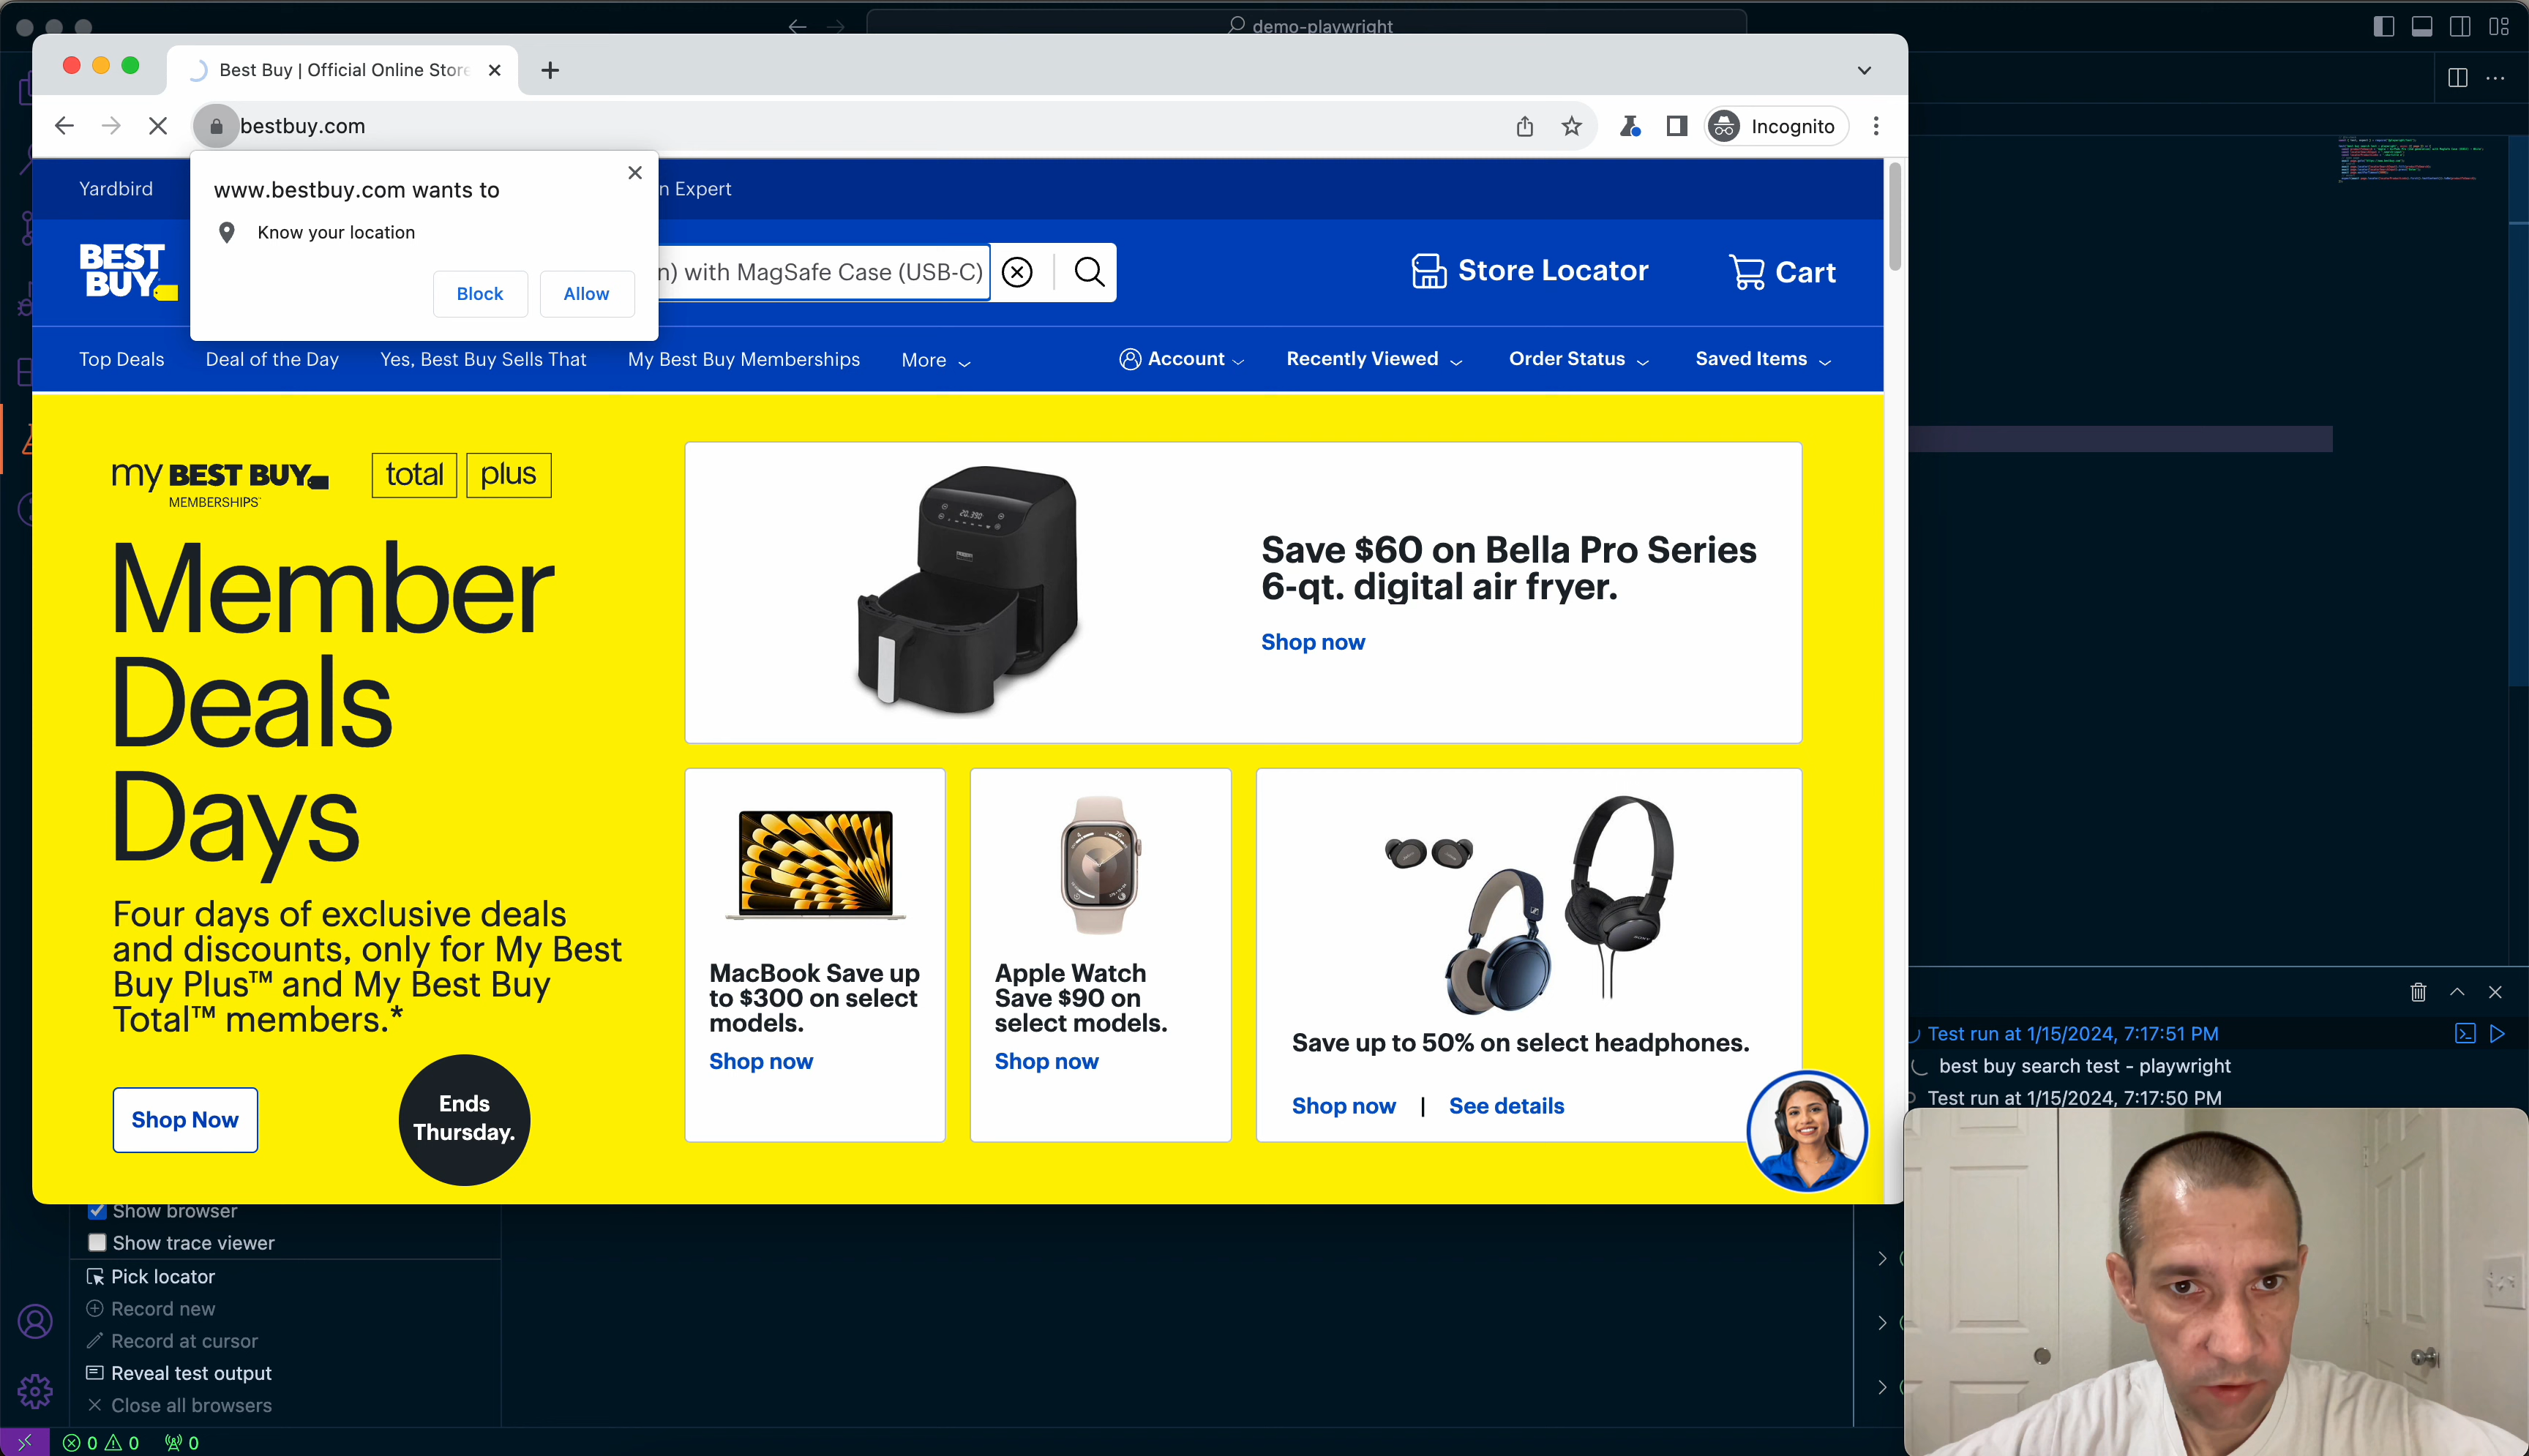 demo-playwright
Best Buy | Official Online Store
bestbuy.com
Incognito
www.bestbuy.com wants to
Know your location
Block
Allow
Yardbird
n Expert
BEST
BUY
n) with MagSafe Case (USB-C)
Store Locator
Cart
Top Deals
Deal of the Day
Yes, Best Buy Sells That
My Best Buy Memberships
More
Account
Recently Viewed
Order Status
Saved Items
my BEST BUY
MEMBERSHIPS
total
plus
Member
Deals
Days
Four days of exclusive deals
and discounts, only for My Best
Buy Plus™ and My Best Buy
Total™ members.*
Shop Now
Ends
Thursday.
Save $60 on Bella Pro Series
6-qt. digital air fryer.
Shop now
MacBook Save up
to $300 on select
models.
Shop now
Apple Watch
Save $90 on
select models.
Shop now
Save up to 50% on select headphones.
Shop now | See details
Test run at 1/15/2024, 7:17:51 PM
best buy search test - playwright
Test run at 1/15/2024, 7:17:50 PM
Show browser
Show trace viewer
Pick locator
Record new
Record at cursor
Reveal test output
Close all browsers
0 0 0